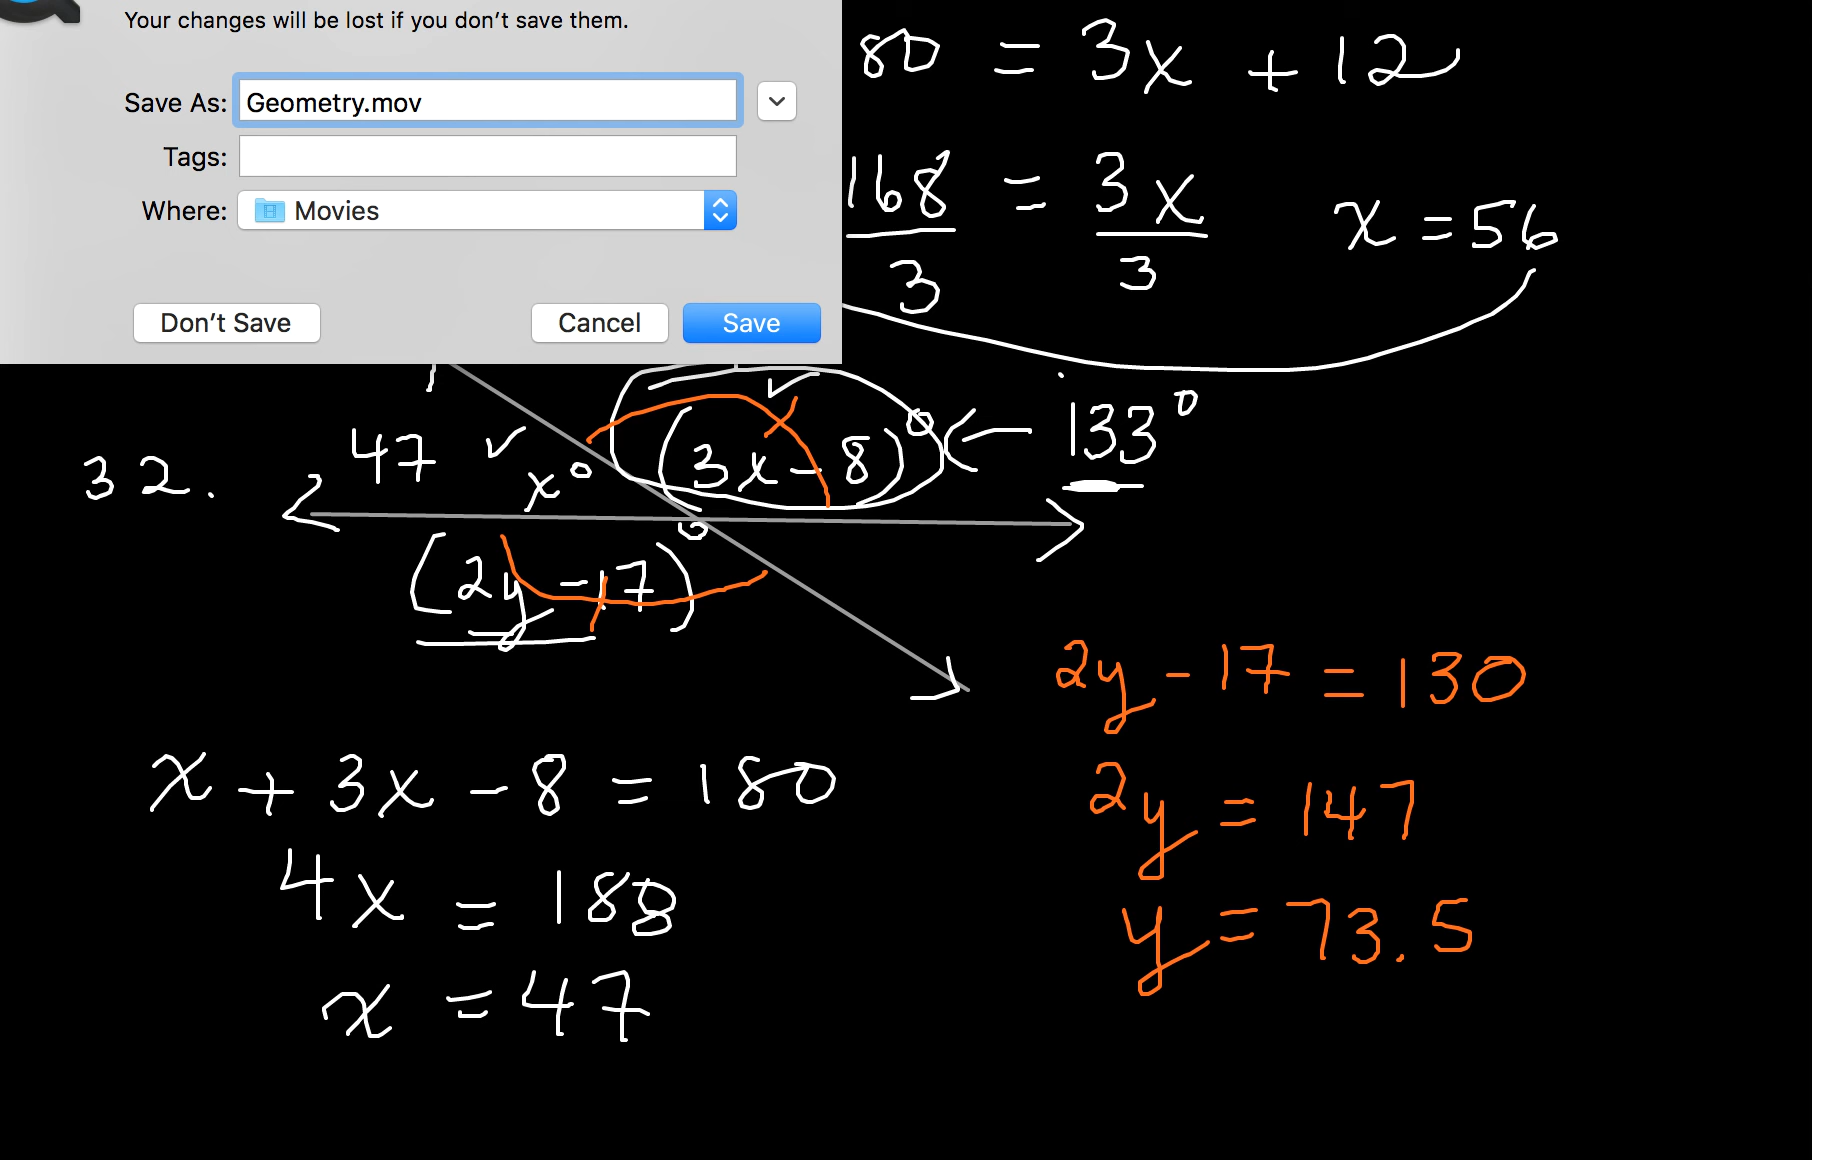 Your changes will be lost if you don't save them.
Save As: Geometry.mov
Tags:
Where: Movies
Don't Save Cancel Save
80 = 3x + 12
168 = 3x
3 3
x = 56
32.
47 x° (3x - 8)° 133°
(2y - 17)°
x + 3x - 8 = 180
4x = 188
x = 47
2y - 17 = 130
2y = 147
y = 73.5